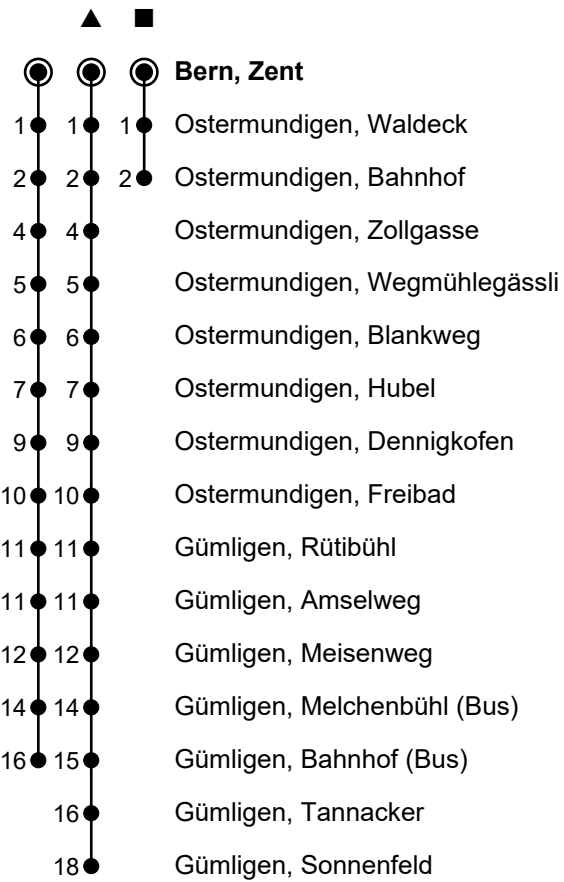 ▲ ■
Bern, Zent
1 1 1 Ostermundigen, Waldeck
2 2 2 Ostermundigen, Bahnhof
4 4 Ostermundigen, Zollgasse
5 5 Ostermundigen, Wegmühlegässli
6 6 Ostermundigen, Blankweg
7 7 Ostermundigen, Hubel
9 9 Ostermundigen, Dennigkofen
10 10 Ostermundigen, Freibad
11 11 Gümligen, Rütibühl
11 11 Gümligen, Amselweg
12 12 Gümligen, Meisenweg
14 14 Gümligen, Melchenbühl (Bus)
16 15 Gümligen, Bahnhof (Bus)
16 Gümligen, Tannacker
18 Gümligen, Sonnenfeld